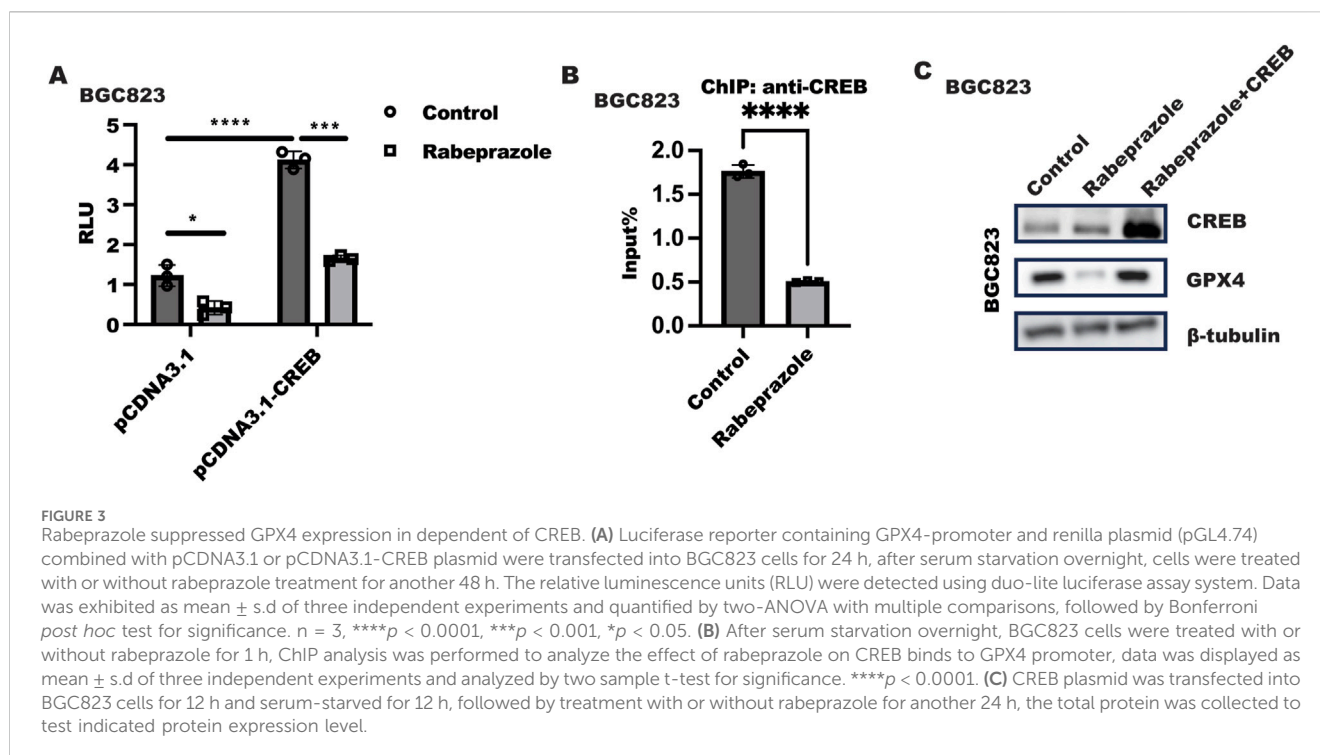 A
BGC823
Control
Rabeprazole
****
***
*
RLU
5
4
3
2
1
0
pCDNA3.1
pCDNA3.1-CREB
B
BGC823
ChIP: anti-CREB
****
Input%
2.0
1.5
1.0
0.5
0.0
Control
Rabeprazole
C
BGC823
Control
Rabeprazole
Rabeprazole+CREB
BGC823
CREB
GPX4
β-tubulin
FIGURE 3
Rabeprazole suppressed GPX4 expression in dependent of CREB. (A) Luciferase reporter containing GPX4-promoter and renilla plasmid (pGL4.74)
combined with pCDNA3.1 or pCDNA3.1-CREB plasmid were transfected into BGC823 cells for 24 h, after serum starvation overnight, cells were treated
with or without rabeprazole treatment for another 48 h. The relative luminescence units (RLU) were detected using duo-lite luciferase assay system. Data
was exhibited as mean ± s.d of three independent experiments and quantified by two-ANOVA with multiple comparisons, followed by Bonferroni
post hoc test for significance. n = 3, ****p < 0.0001, ***p < 0.001, *p < 0.05. (B) After serum starvation overnight, BGC823 cells were treated with or
without rabeprazole for 1 h, ChIP analysis was performed to analyze the effect of rabeprazole on CREB binds to GPX4 promoter, data was displayed as
mean ± s.d of three independent experiments and analyzed by two sample t-test for significance. ****p < 0.0001. (C) CREB plasmid was transfected into
BGC823 cells for 12 h and serum-starved for 12 h, followed by treatment with or without rabeprazole for another 24 h, the total protein was collected to
test indicated protein expression level.